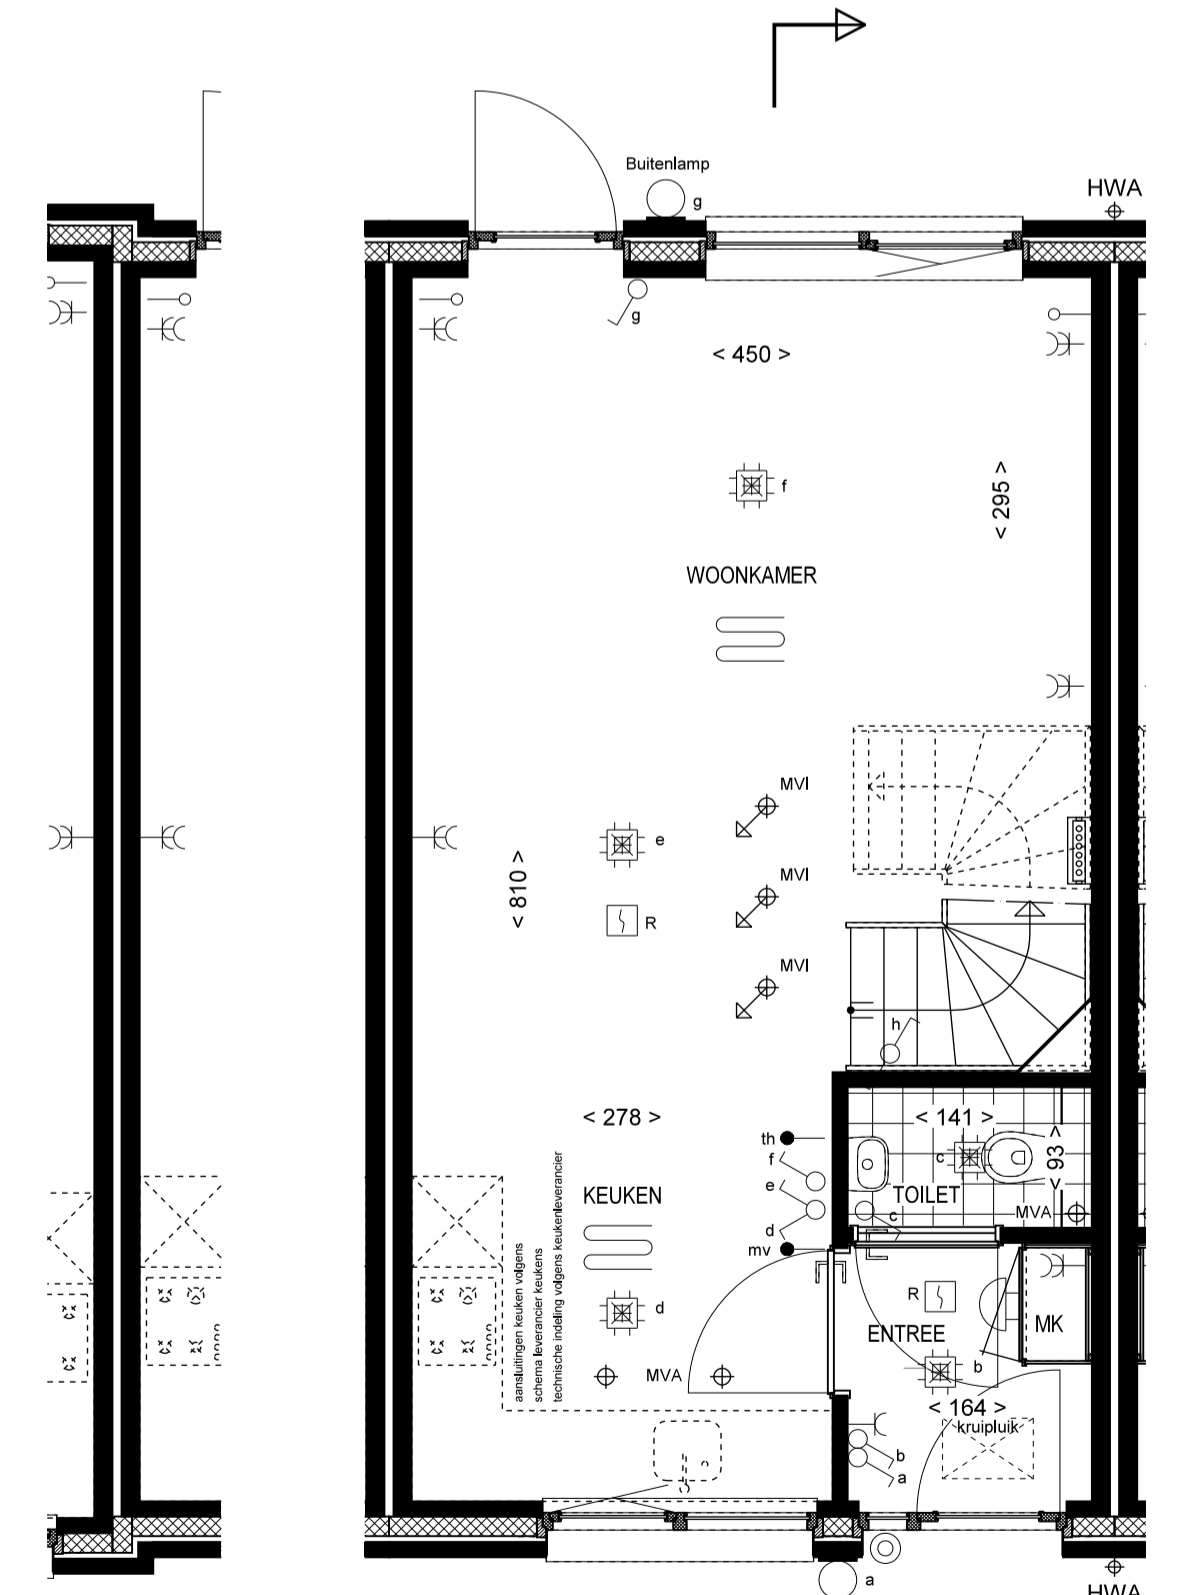 Buitenlamp
g
HWA
g
< 450 >
< 295 >
f
WOONKAMER
MVI
e
< 810 >
MVI
R
MVI
h
< 278 >
< 141 >
th
f
c
< 93 >
e
KEUKEN
TOILET
MVA
c
d
mv
aansluitingen keuken volgens
schema leverancier keukens
technische indeling volgens keukenleverancier
R
d
ENTREE
MK
b
MVA
< 164 >
kruipluik
b
a
a
HWA